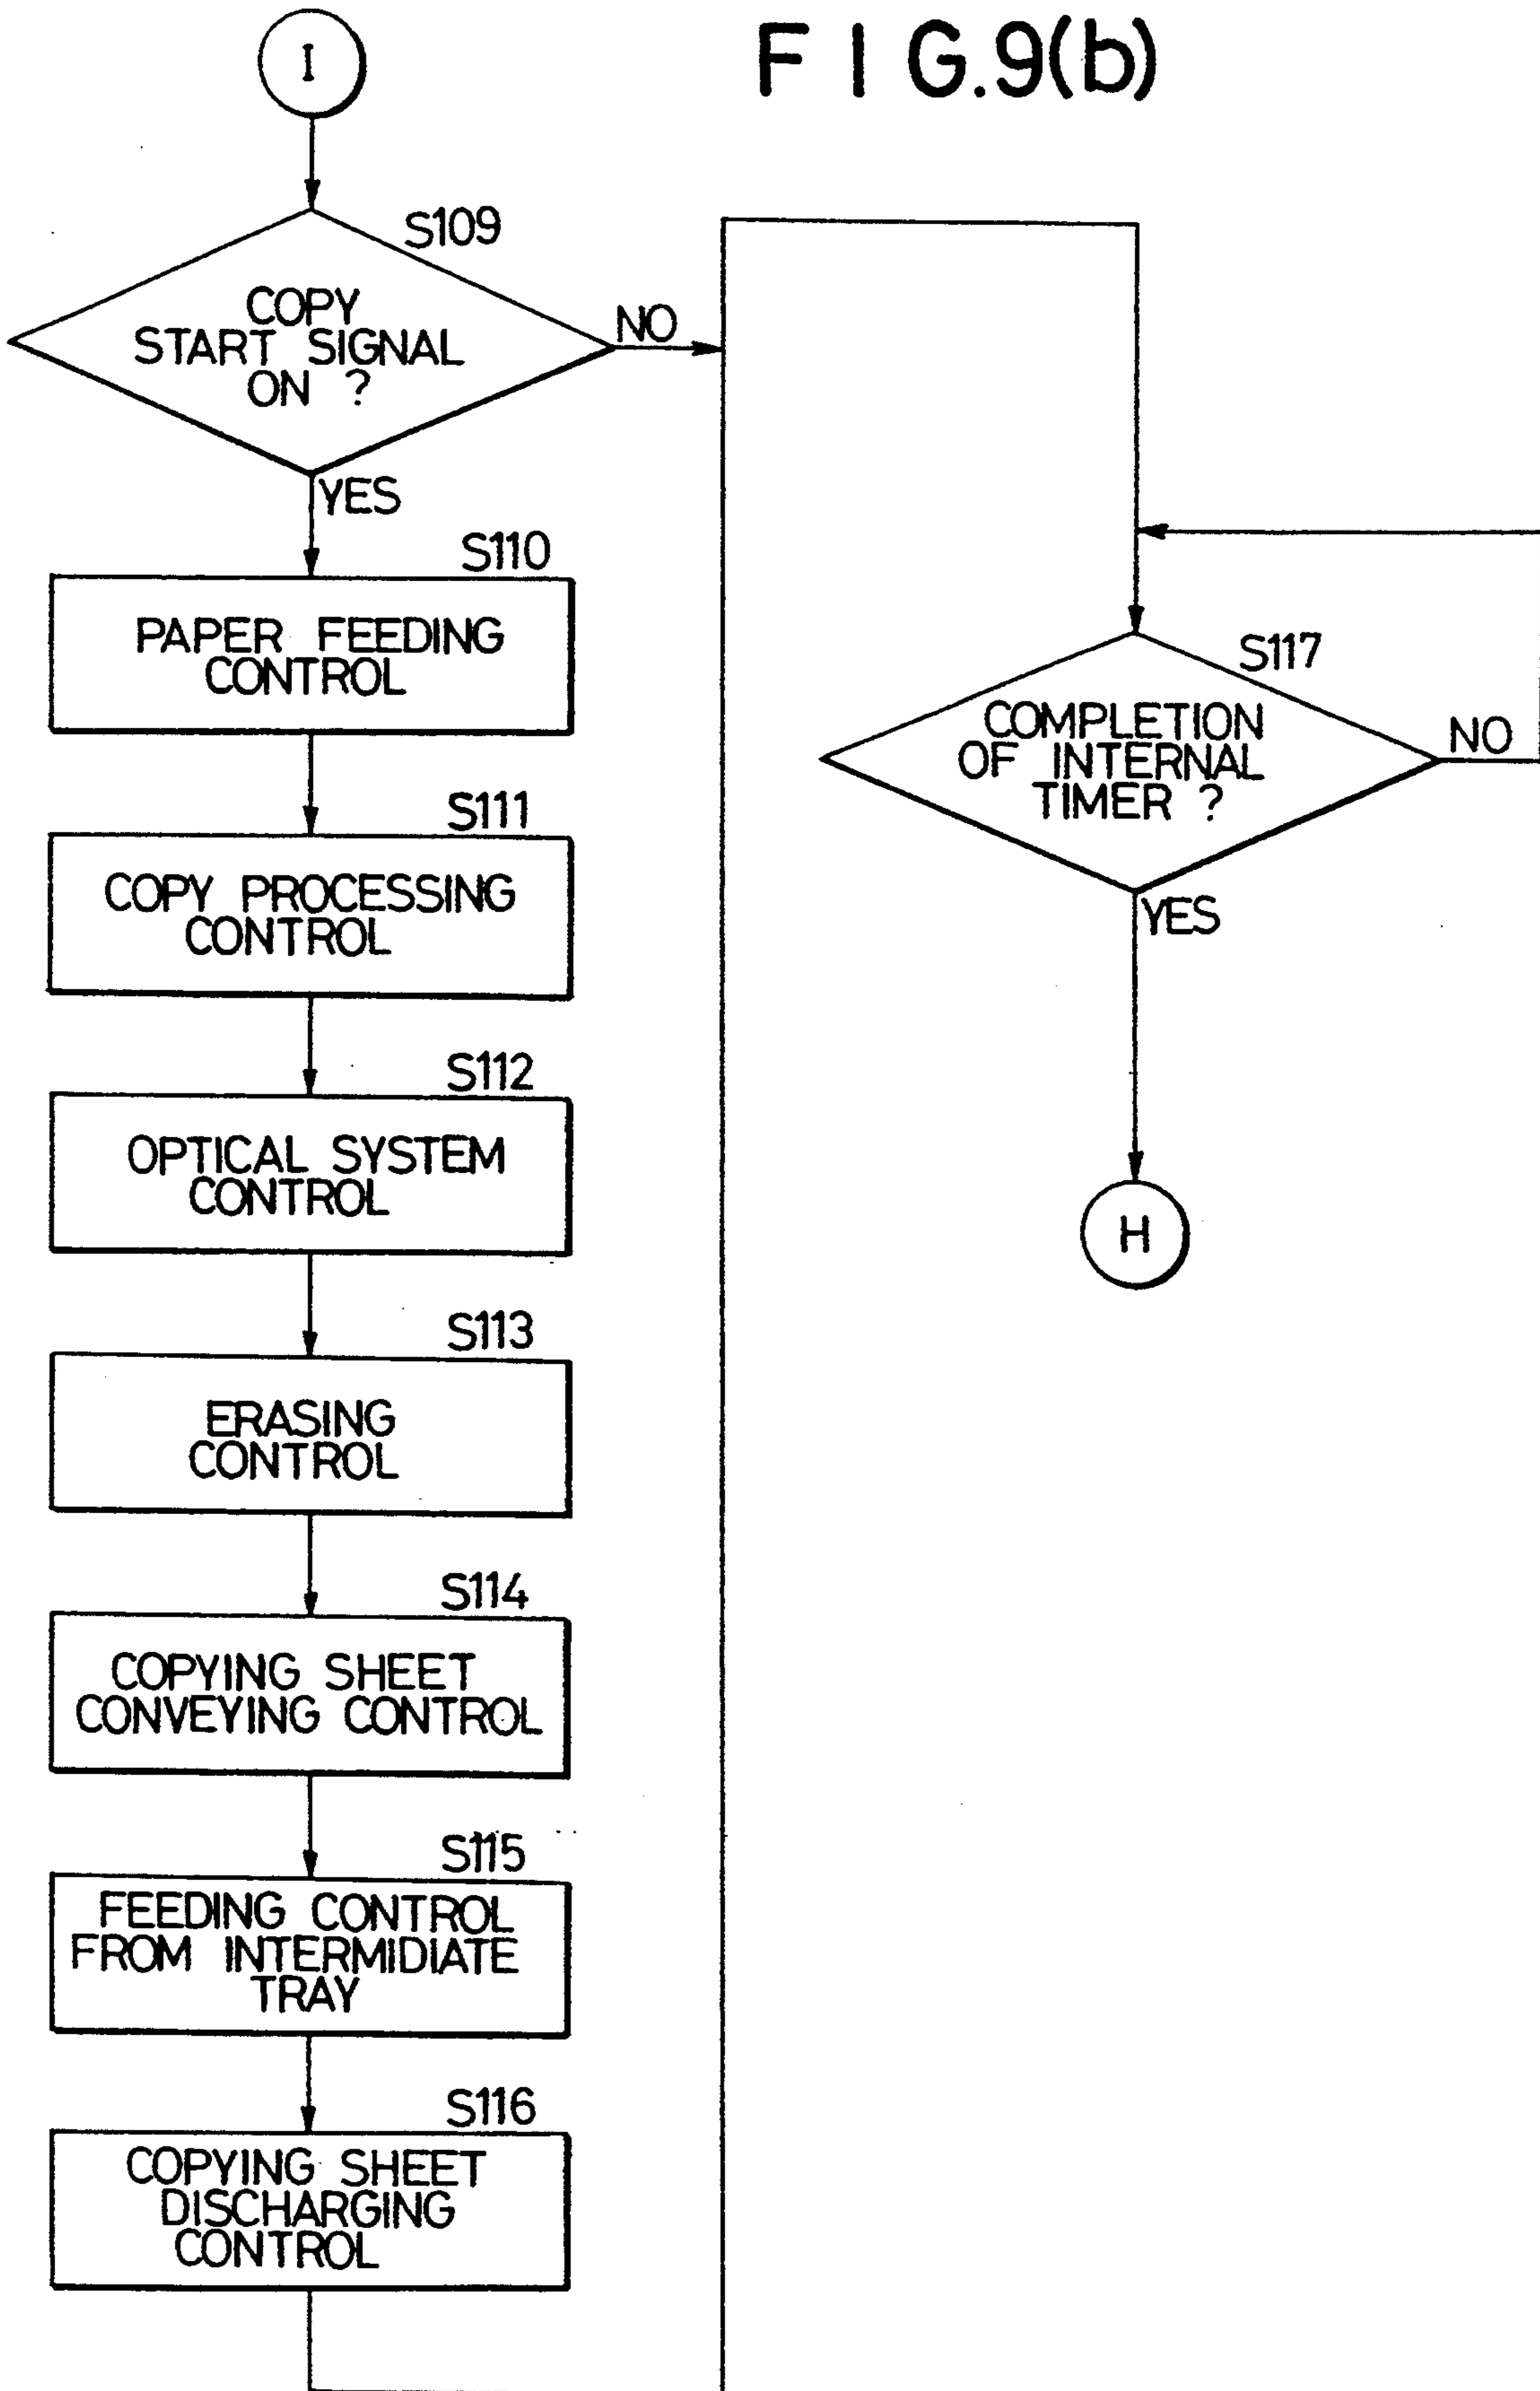 F I G.9(b)
I
S109
COPY
START SIGNAL
ON ?
NO
YES
S110
PAPER FEEDING
CONTROL
S111
COPY PROCESSING
CONTROL
S112
OPTICAL SYSTEM
CONTROL
S113
ERASING
CONTROL
S114
COPYING SHEET
CONVEYING CONTROL
S115
FEEDING CONTROL
FROM INTERMIDIATE
TRAY
S116
COPYING SHEET
DISCHARGING
CONTROL
S117
COMPLETION
OF INTERNAL
TIMER ?
NO
YES
H